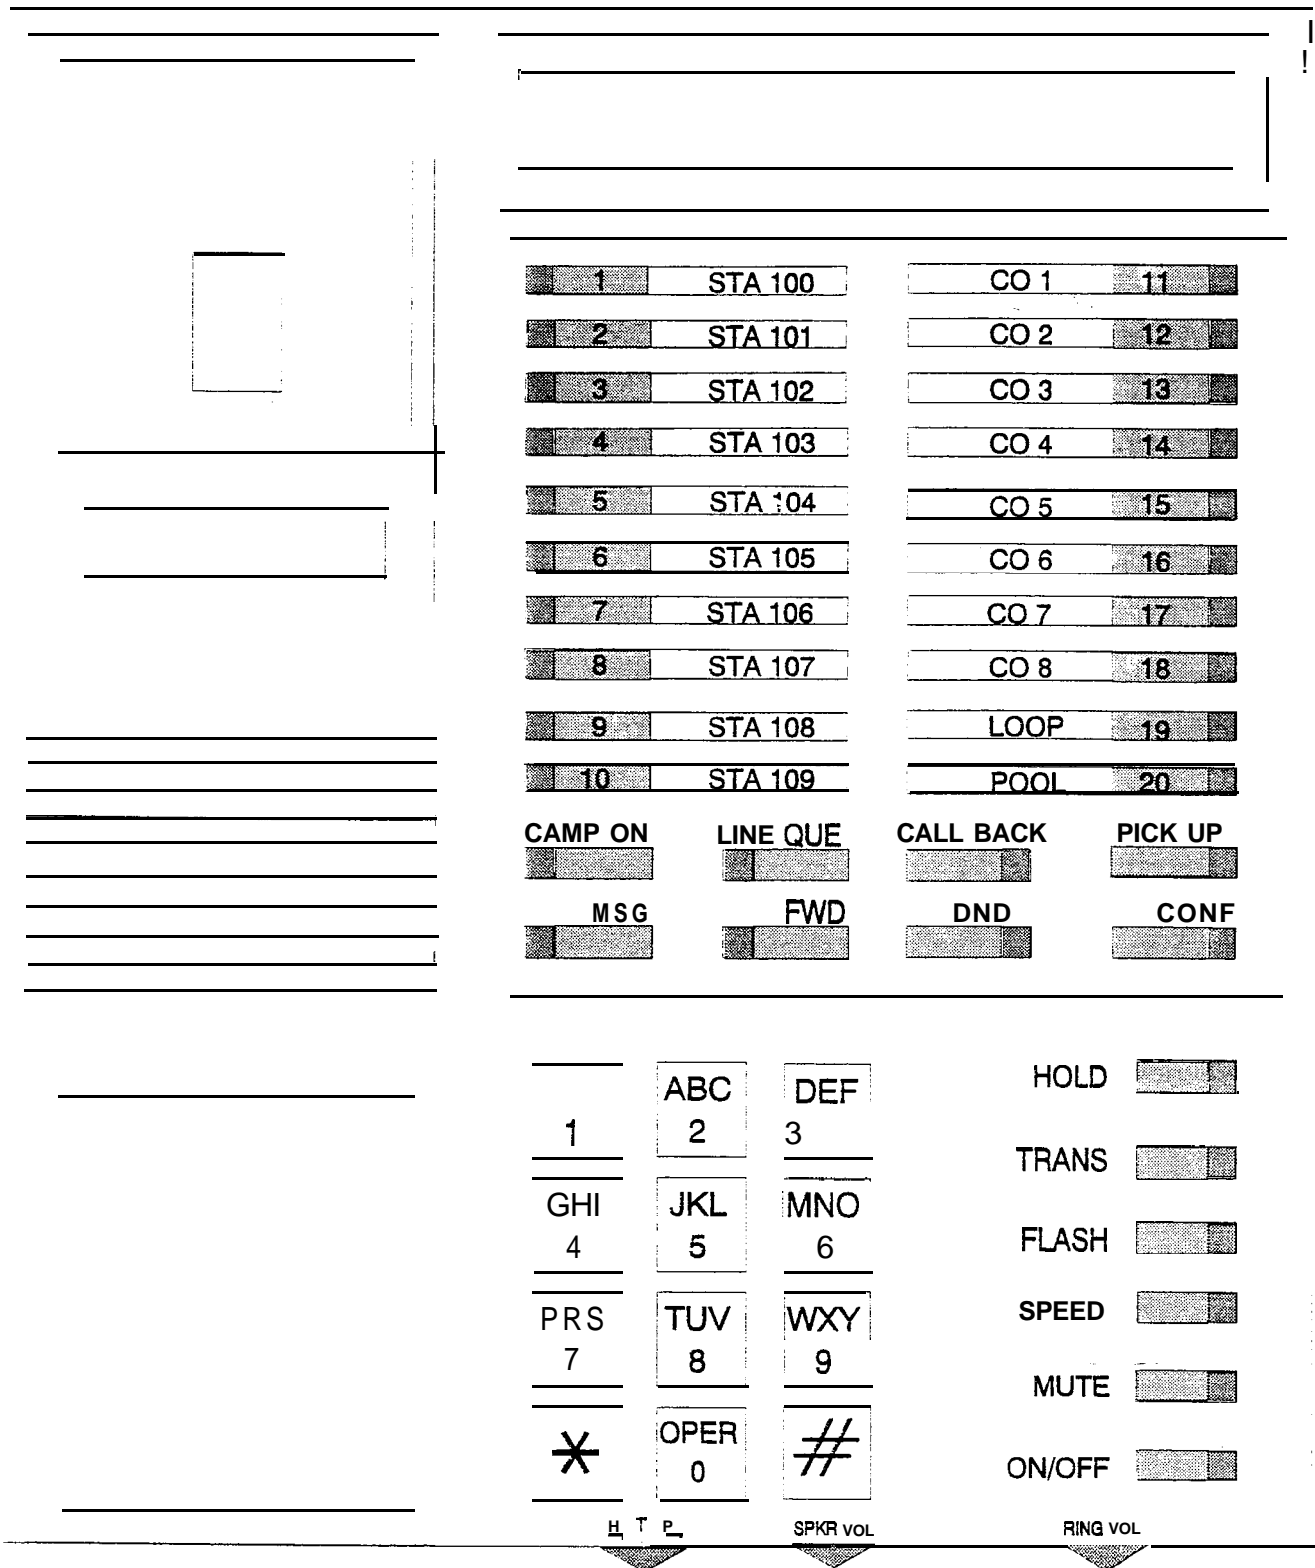 1 STA 100 CO 1 11
2 STA 101 CO 2 12
3 STA 102 CO 3 13
4 STA 103 CO 4 14
5 STA 104 CO 5 15
6 STA 105 CO 6 16
7 STA 106 CO 7 17
8 STA 107 CO 8 18
9 STA 108 LOOP 19
10 STA 109 POOL 20
CAMP ON LINE QUE CALL BACK PICK UP
MSG FWD DND CONF
ABC DEF HOLD
1 2 3
TRANS
GHI JKL MNO
4 5 6 FLASH
PRS TUV WXY SPEED
7 8 9
MUTE
* OPER #
0 ON/OFF
H T P SPKR VOL RING VOL